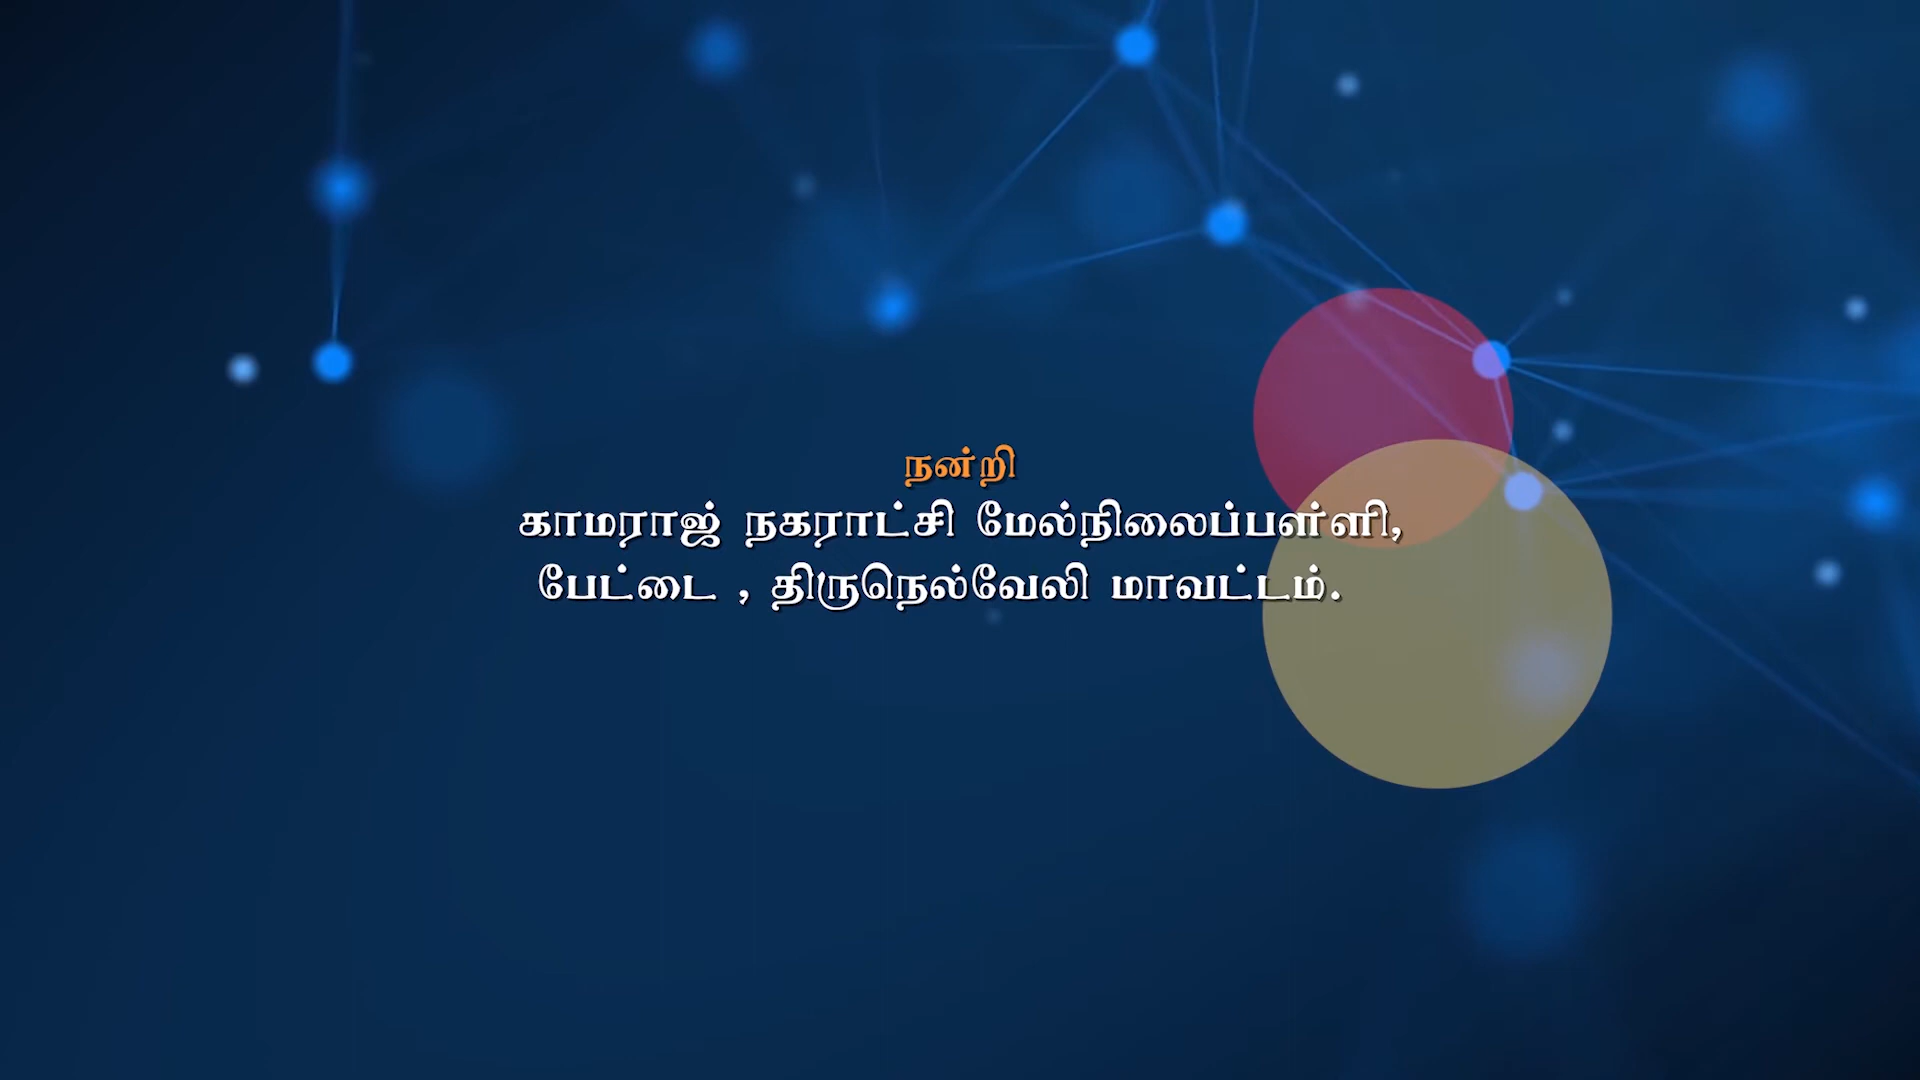 நன்றி
காமராஜ் நகராட்சி மேல்நிலைப்பள்ளி,
பேட்டை , திருநெல்வேலி மாவட்டம்.